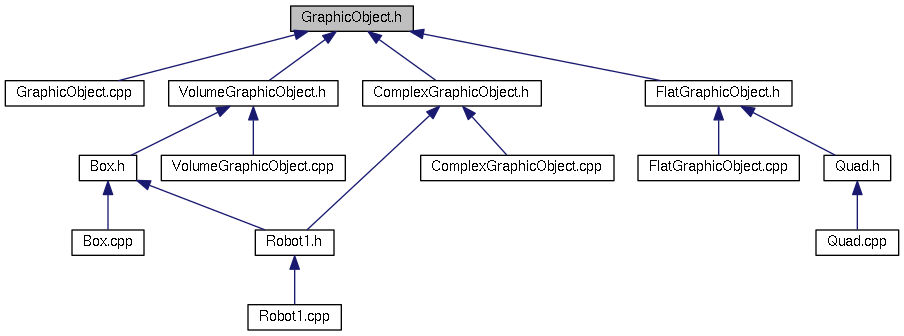 GraphicObject.h
GraphicObject.cpp
VolumeGraphicObject.h
ComplexGraphicObject.h
FlatGraphicObject.h
Box.h
VolumeGraphicObject.cpp
ComplexGraphicObject.cpp
FlatGraphicObject.cpp
Quad.h
Box.cpp
Robot1.h
Quad.cpp
Robot1.cpp